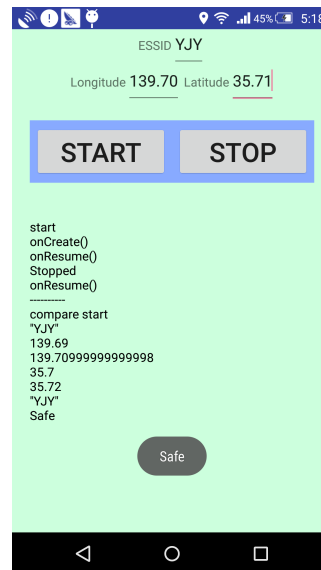 45% 5:18
ESSID YJY
Longitude 139.70 Latitude 35.71
START STOP
start
onCreate()
onResume()
Stopped
onResume()
----------
compare start
"YJY"
139.69
139.70999999999998
35.7
35.72
"YJY"
Safe
Safe